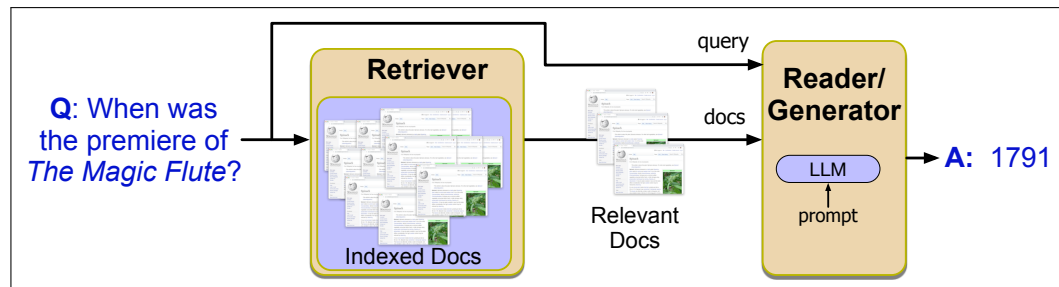 Q: When was
the premiere of
The Magic Flute?
Retriever
Indexed Docs
query
docs
Relevant
Docs
Reader/
Generator
LLM
prompt
A: 1791